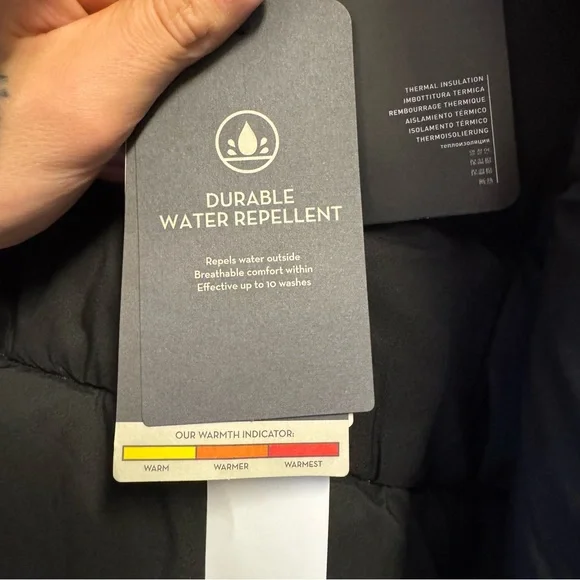 DURABLE
WATER REPELLENT
Repels water outside
Breathable comfort within
Effective up to 10 washes
OUR WARMTH INDICATOR:
WARM WARMER WARMEST
THERMAL INSULATION
IMBOTTITURA TERMICA
REMBOURRAGE THERMIQUE
AISLAMIENTO TÉRMICO
ISOLAMENTO TÉRMICO
THERMOISOLIERUNG
теплоизоляции